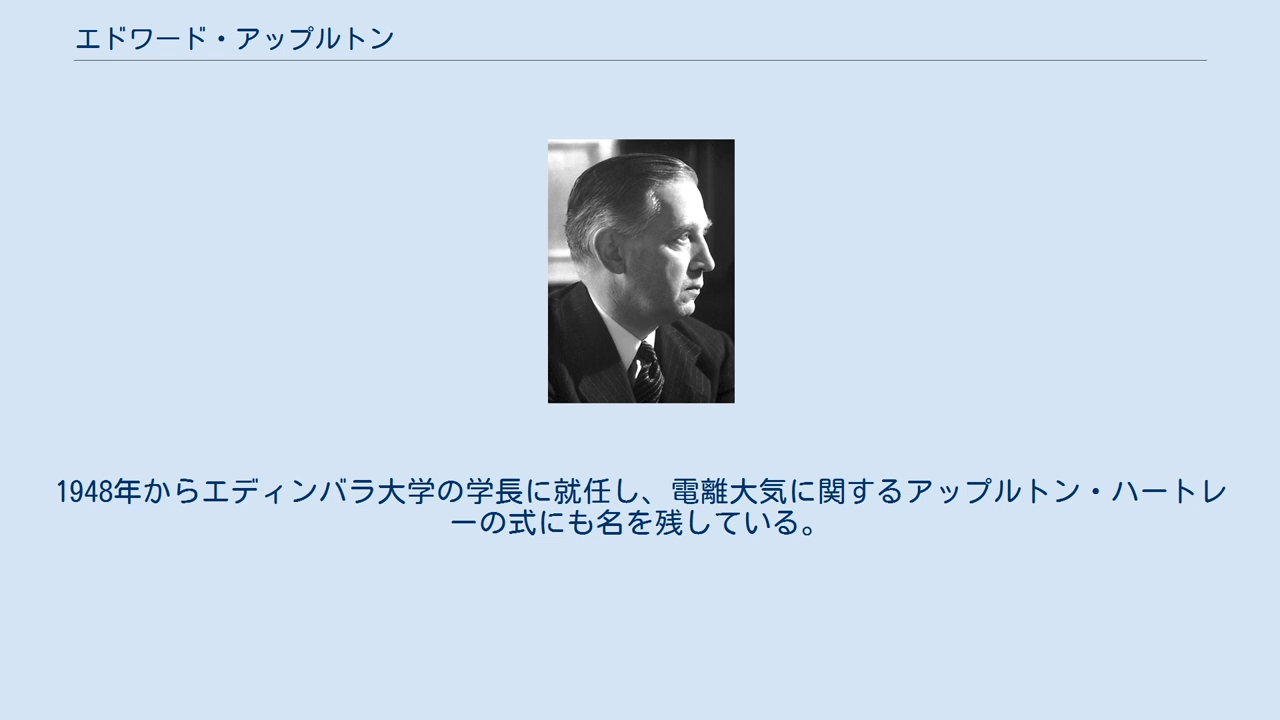 エドワード・アップルトン
1948年からエディンバラ大学の学長に就任し、電離大気に関するアップルトン・ハートレ
ーの式にも名を残している。